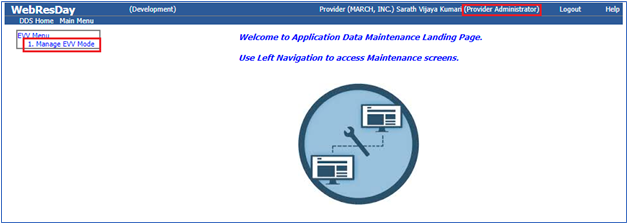 WebResDay (Development) Provider (MARCH, INC.) Sarath Vijaya Kumari (Provider Administrator) Logout Help
DDS Home Main Menu
EVV Menu
1. Manage EVV Mode
Welcome to Application Data Maintenance Landing Page.
Use Left Navigation to access Maintenance screens.